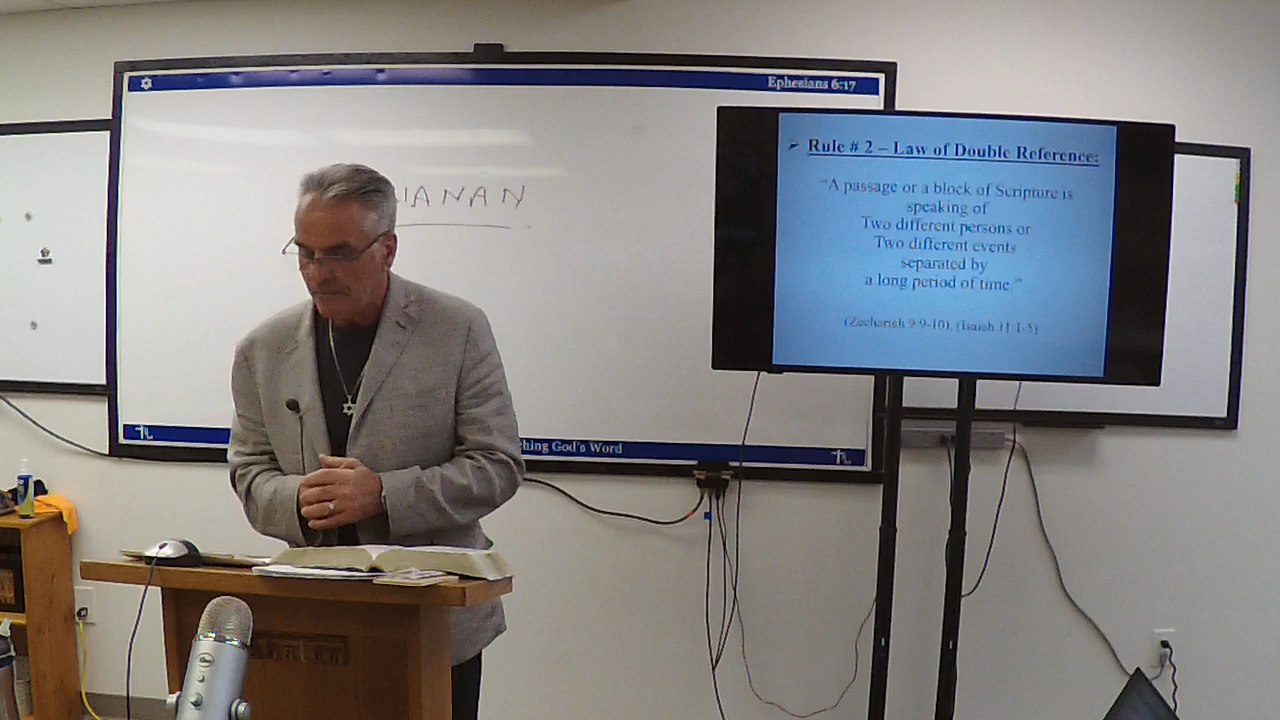 Ephesians 6:17
IANAN
➢ Rule # 2 – Law of Double Reference:
"A passage or a block of Scripture is
speaking of
Two different persons or
Two different events
separated by
a long period of time."
(Zechariah 9:9-10), (Isaiah 11:1-5)
ching God's Word